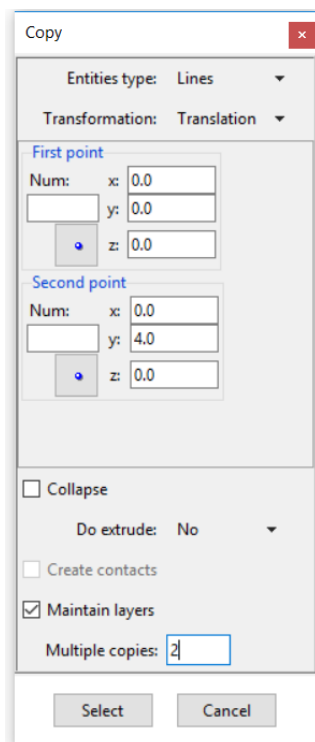 Copy
Entities type: Lines
Transformation: Translation
First point
Num: x: 0.0
y: 0.0
z: 0.0
Second point
Num: x: 0.0
y: 4.0
z: 0.0
Collapse
Do extrude: No
Create contacts
Maintain layers
Multiple copies: 2
Select Cancel